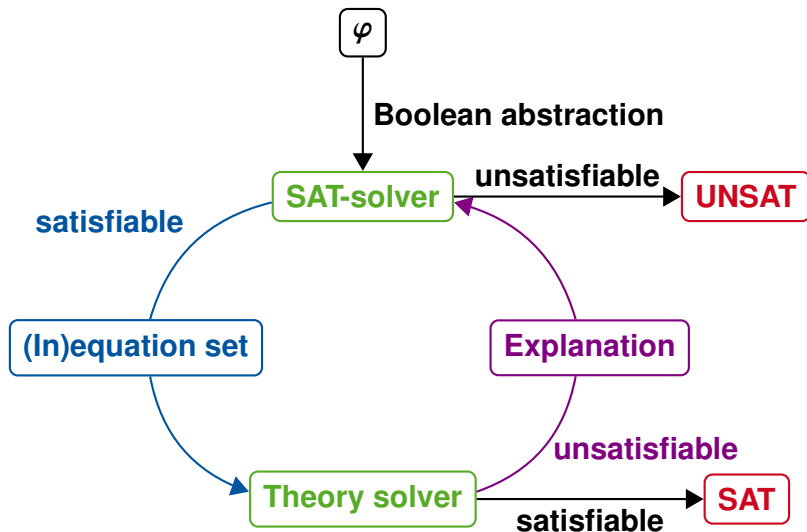 φ
Boolean abstraction
SAT-solver
unsatisfiable
UNSAT
satisfiable
(In)equation set
Explanation
unsatisfiable
Theory solver
SAT
satisfiable